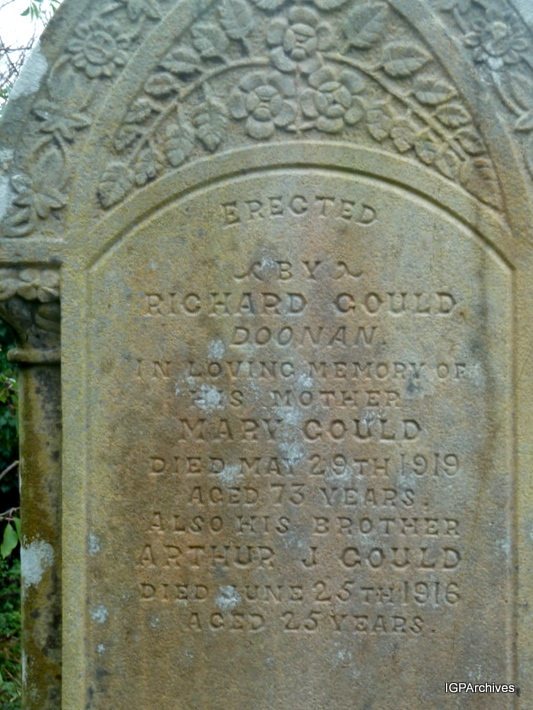 ERECTED
BY
RICHARD GOULD
DOONAN.
IN LOVING MEMORY OF
HIS MOTHER
MARY GOULD
DIED MAY 29TH 1919
AGED 73 YEARS.
ALSO HIS BROTHER
ARTHUR J GOULD
DIED JUNE 25TH 1916
AGED 25 YEARS.
IGPArchives